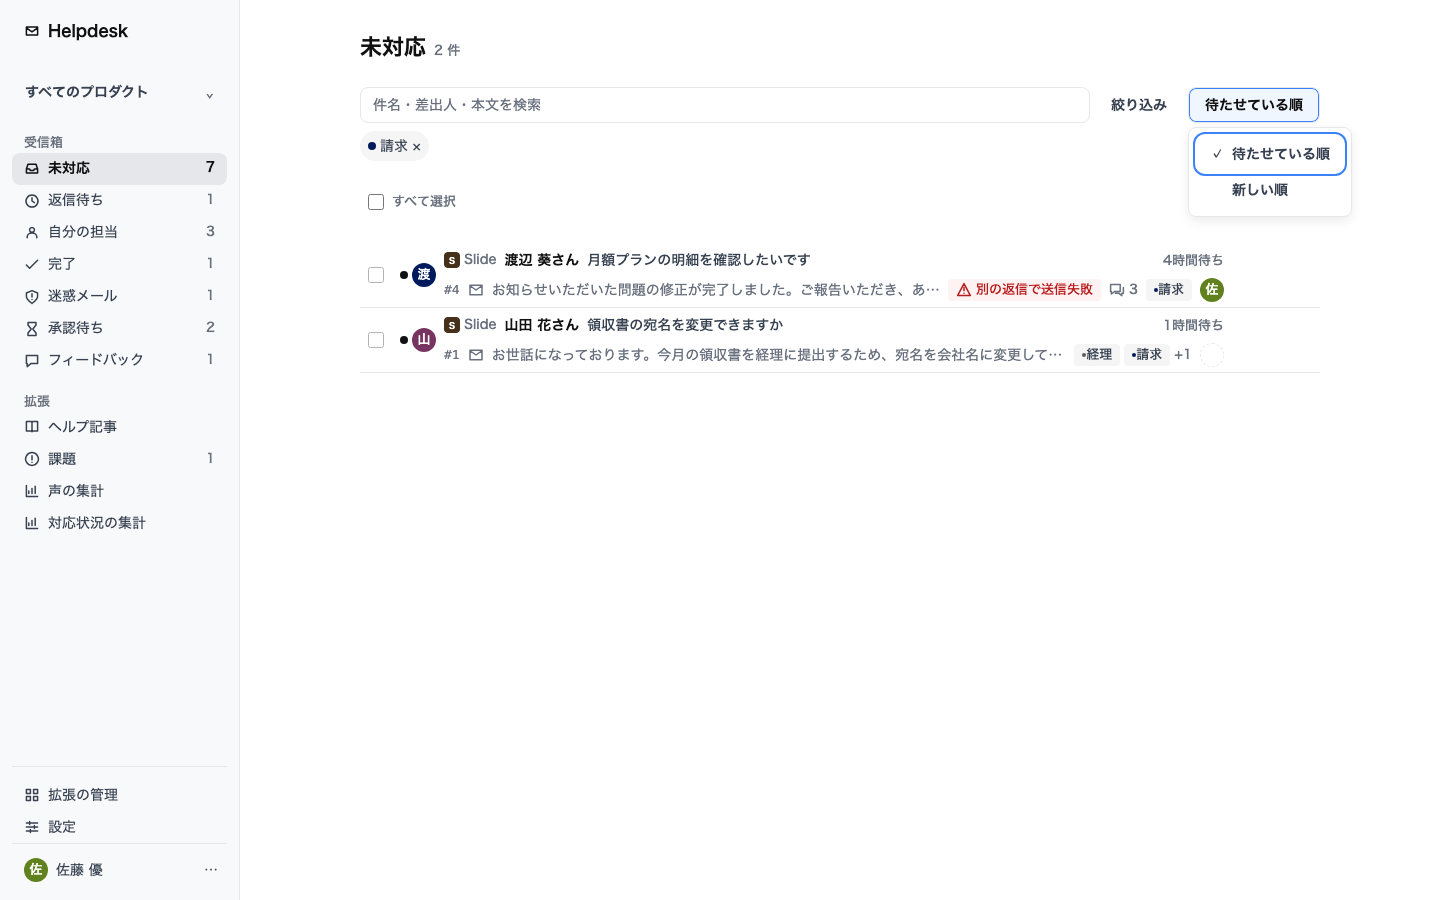 Helpdesk
すべてのプロダクト
受信箱
未対応 7
返信待ち 1
自分の担当 3
完了 1
迷惑メール 1
承認待ち 2
フィードバック 1
拡張
ヘルプ記事
課題 1
声の集計
対応状況の集計
拡張の管理
設定
佐 佐藤 優 …
未対応 2 件
件名・差出人・本文を検索
絞り込み
待たせている順
請求 ×
✓ 待たせている順
新しい順
すべて選択
渡 S Slide 渡辺 葵さん 月額プランの明細を確認したいです 4時間待ち
#4 お知らせいただいた問題の修正が完了しました。ご報告いただき、あ… 別の返信で送信失敗 3 •請求 佐
山 S Slide 山田 花さん 領収書の宛名を変更できますか 1時間待ち
#1 お世話になっております。今月の領収書を経理に提出するため、宛名を会社名に変更して… •経理 •請求 +1